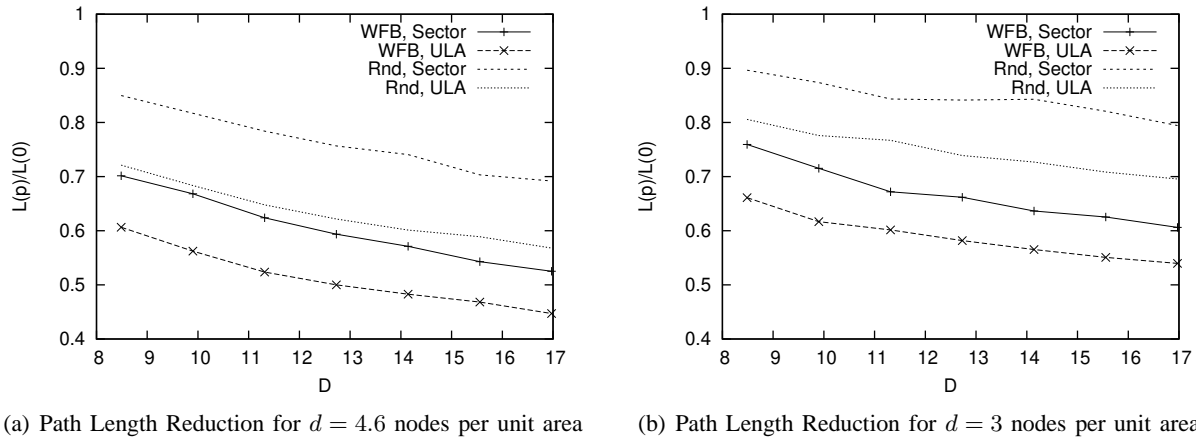 1
0.9
0.8
0.7
0.6
0.5
0.4
L(p)/L(0)
8 9 10 11 12 13 14 15 16 17
D
WFB, Sector
WFB, ULA
Rnd, Sector
Rnd, ULA
(a) Path Length Reduction for d = 4.6 nodes per unit area
1
0.9
0.8
0.7
0.6
0.5
0.4
L(p)/L(0)
8 9 10 11 12 13 14 15 16 17
D
WFB, Sector
WFB, ULA
Rnd, Sector
Rnd, ULA
(b) Path Length Reduction for d = 3 nodes per unit area